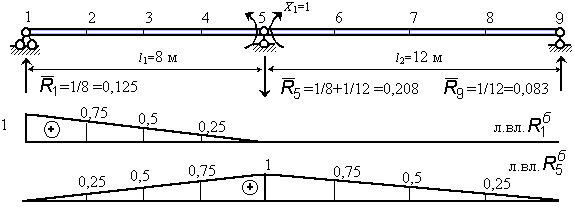 1 2 3 4 5 X₁=1 6 7 8 9
l₁=8 м l₂=12 м
R̅₁=1/8 =0,125 R̅₅=1/8+1/12 =0,208 R̅₉=1/12=0,083
1 + 0,75 0,5 0,25 л.вл. R₁ᵟ
0,25 0,5 0,75 + 1 0,75 0,5 0,25 л.вл. R₅ᵟ